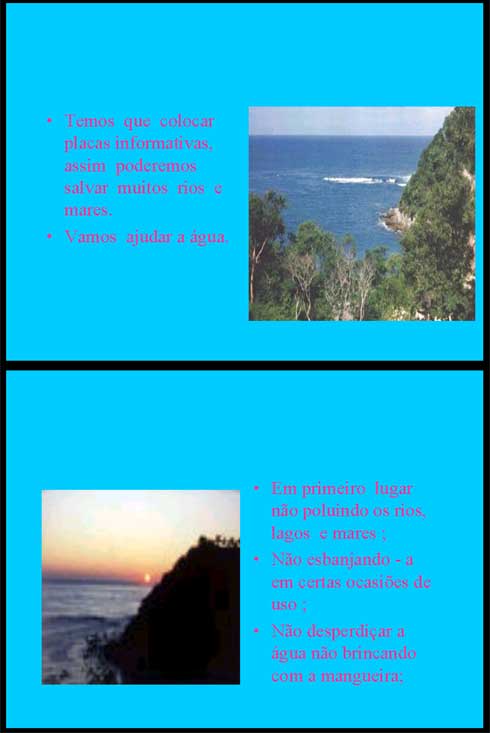 • Temos que colocar
placas informativas,
assim poderemos
salvar muitos rios e
mares.
• Vamos ajudar a água.
• Em primeiro lugar
não poluindo os rios,
lagos e mares ;
• Não esbanjando - a
em certas ocasiões de
uso ;
• Não desperdiçar a
água não brincando
com a mangueira;